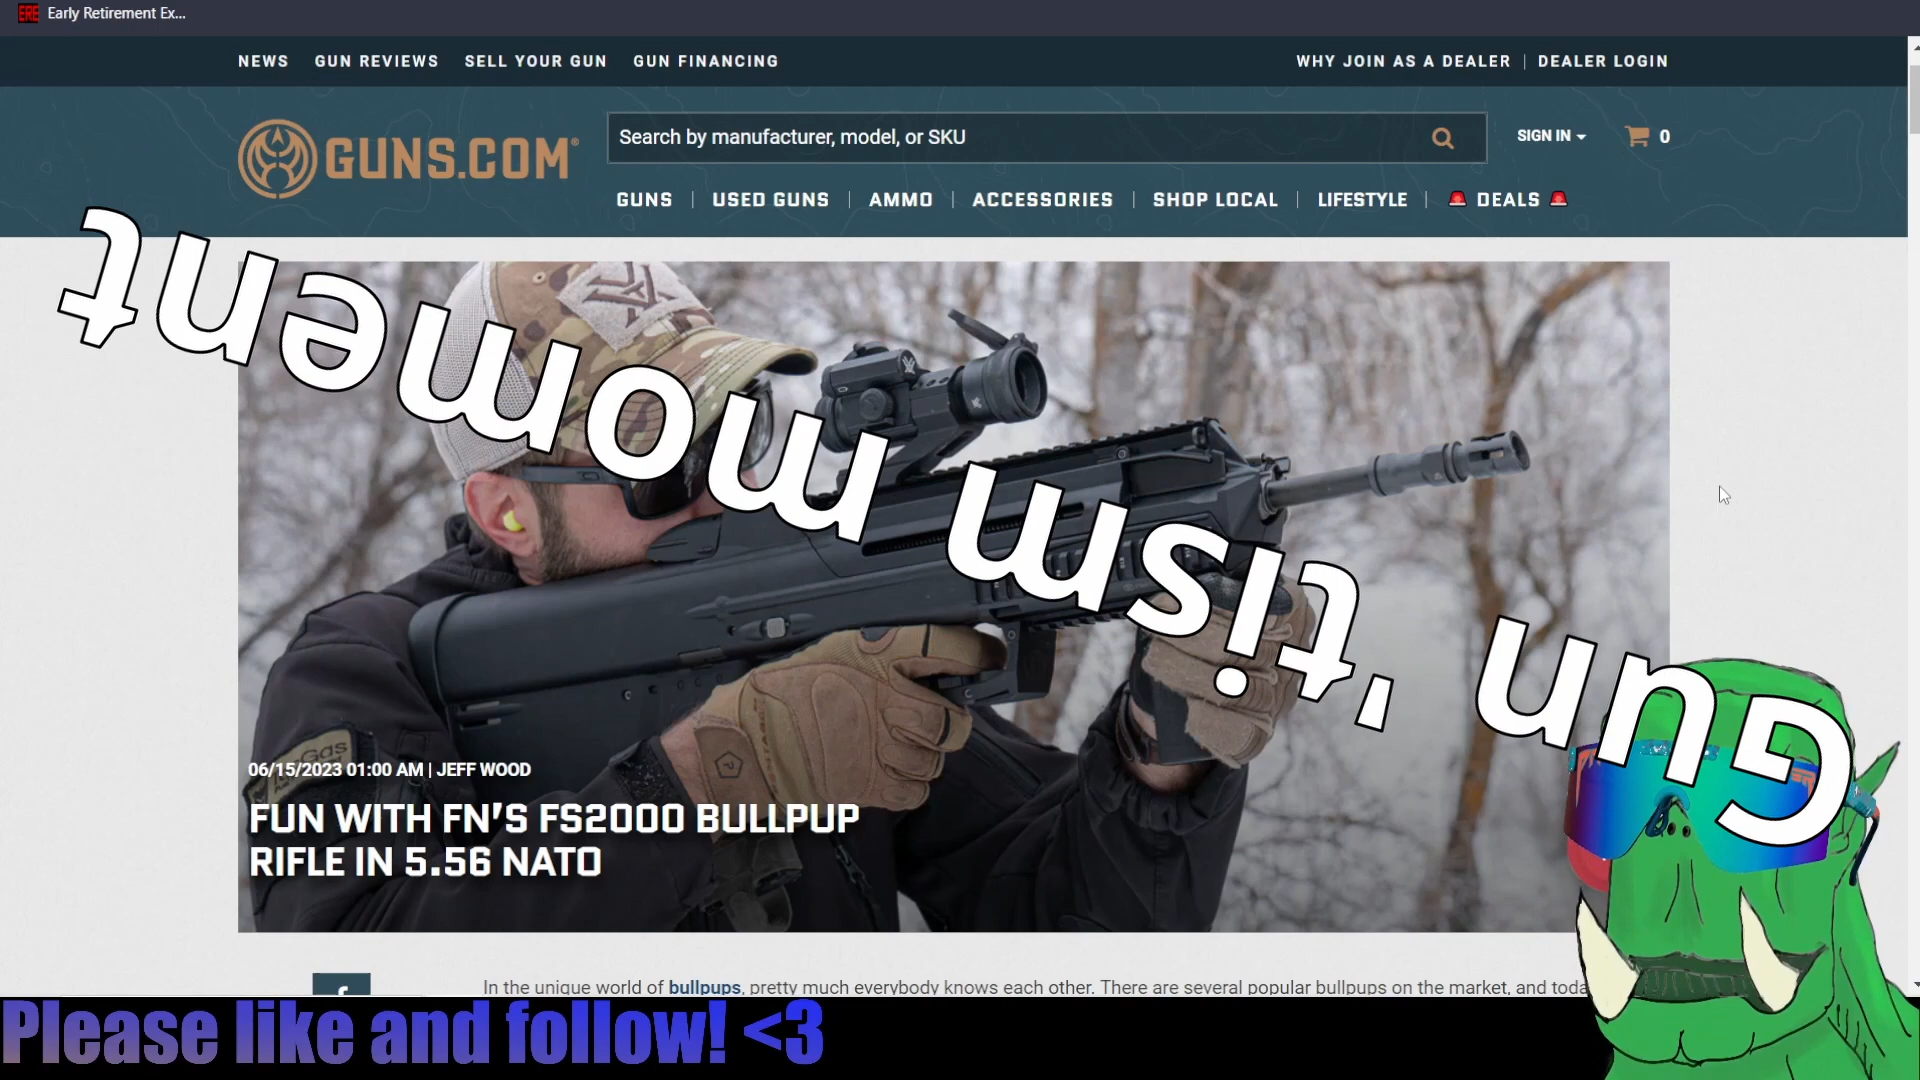 Early Retirement Ex...
NEWS GUN REVIEWS SELL YOUR GUN GUN FINANCING WHY JOIN AS A DEALER | DEALER LOGIN
GUNS.COM®
Search by manufacturer, model, or SKU
SIGN IN 0
GUNS | USED GUNS | AMMO | ACCESSORIES | SHOP LOCAL | LIFESTYLE | DEALS
Gun 'tism moment
06/15/2023 01:00 AM | JEFF WOOD
FUN WITH FN'S FS2000 BULLPUP
RIFLE IN 5.56 NATO
In the unique world of bullpups, pretty much everybody knows each other. There are several popular bullpups on the market, and toda
Please like and follow! <3